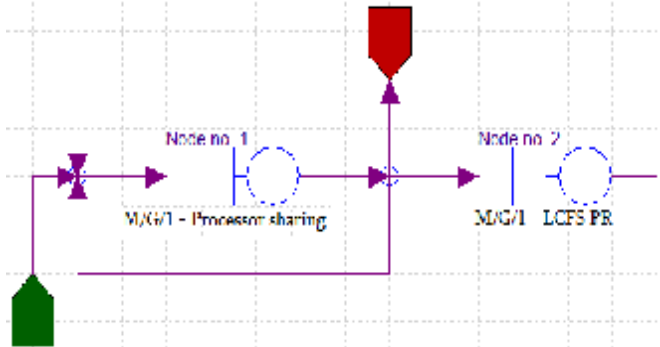 Node no. 1
Node no. 2
M/G/1 - Processor sharing
M/G/1 LCFS PR